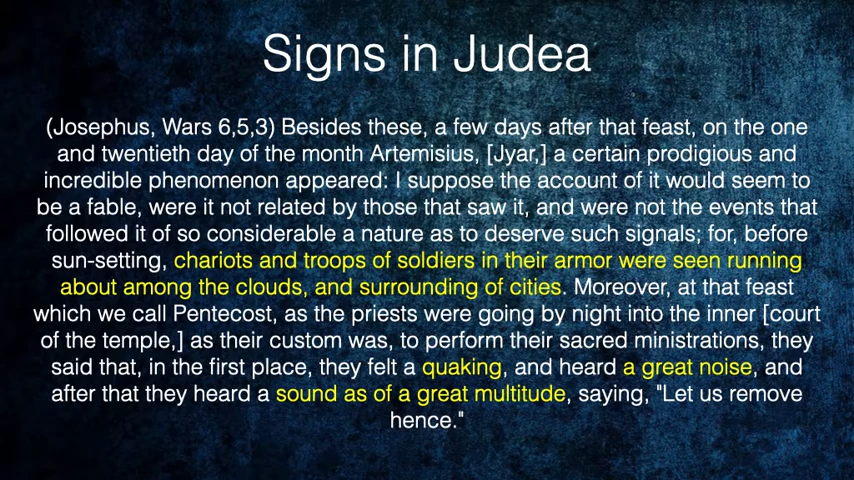 Signs in Judea
(Josephus, Wars 6,5,3) Besides these, a few days after that feast, on the one
and twentieth day of the month Artemisius, [Jyar,] a certain prodigious and
incredible phenomenon appeared: I suppose the account of it would seem to
be a fable, were it not related by those that saw it, and were not the events that
followed it of so considerable a nature as to deserve such signals; for, before
sun-setting, chariots and troops of soldiers in their armor were seen running
about among the clouds, and surrounding of cities. Moreover, at that feast
which we call Pentecost, as the priests were going by night into the inner [court
of the temple,] as their custom was, to perform their sacred ministrations, they
said that, in the first place, they felt a quaking, and heard a great noise, and
after that they heard a sound as of a great multitude, saying, "Let us remove
hence."